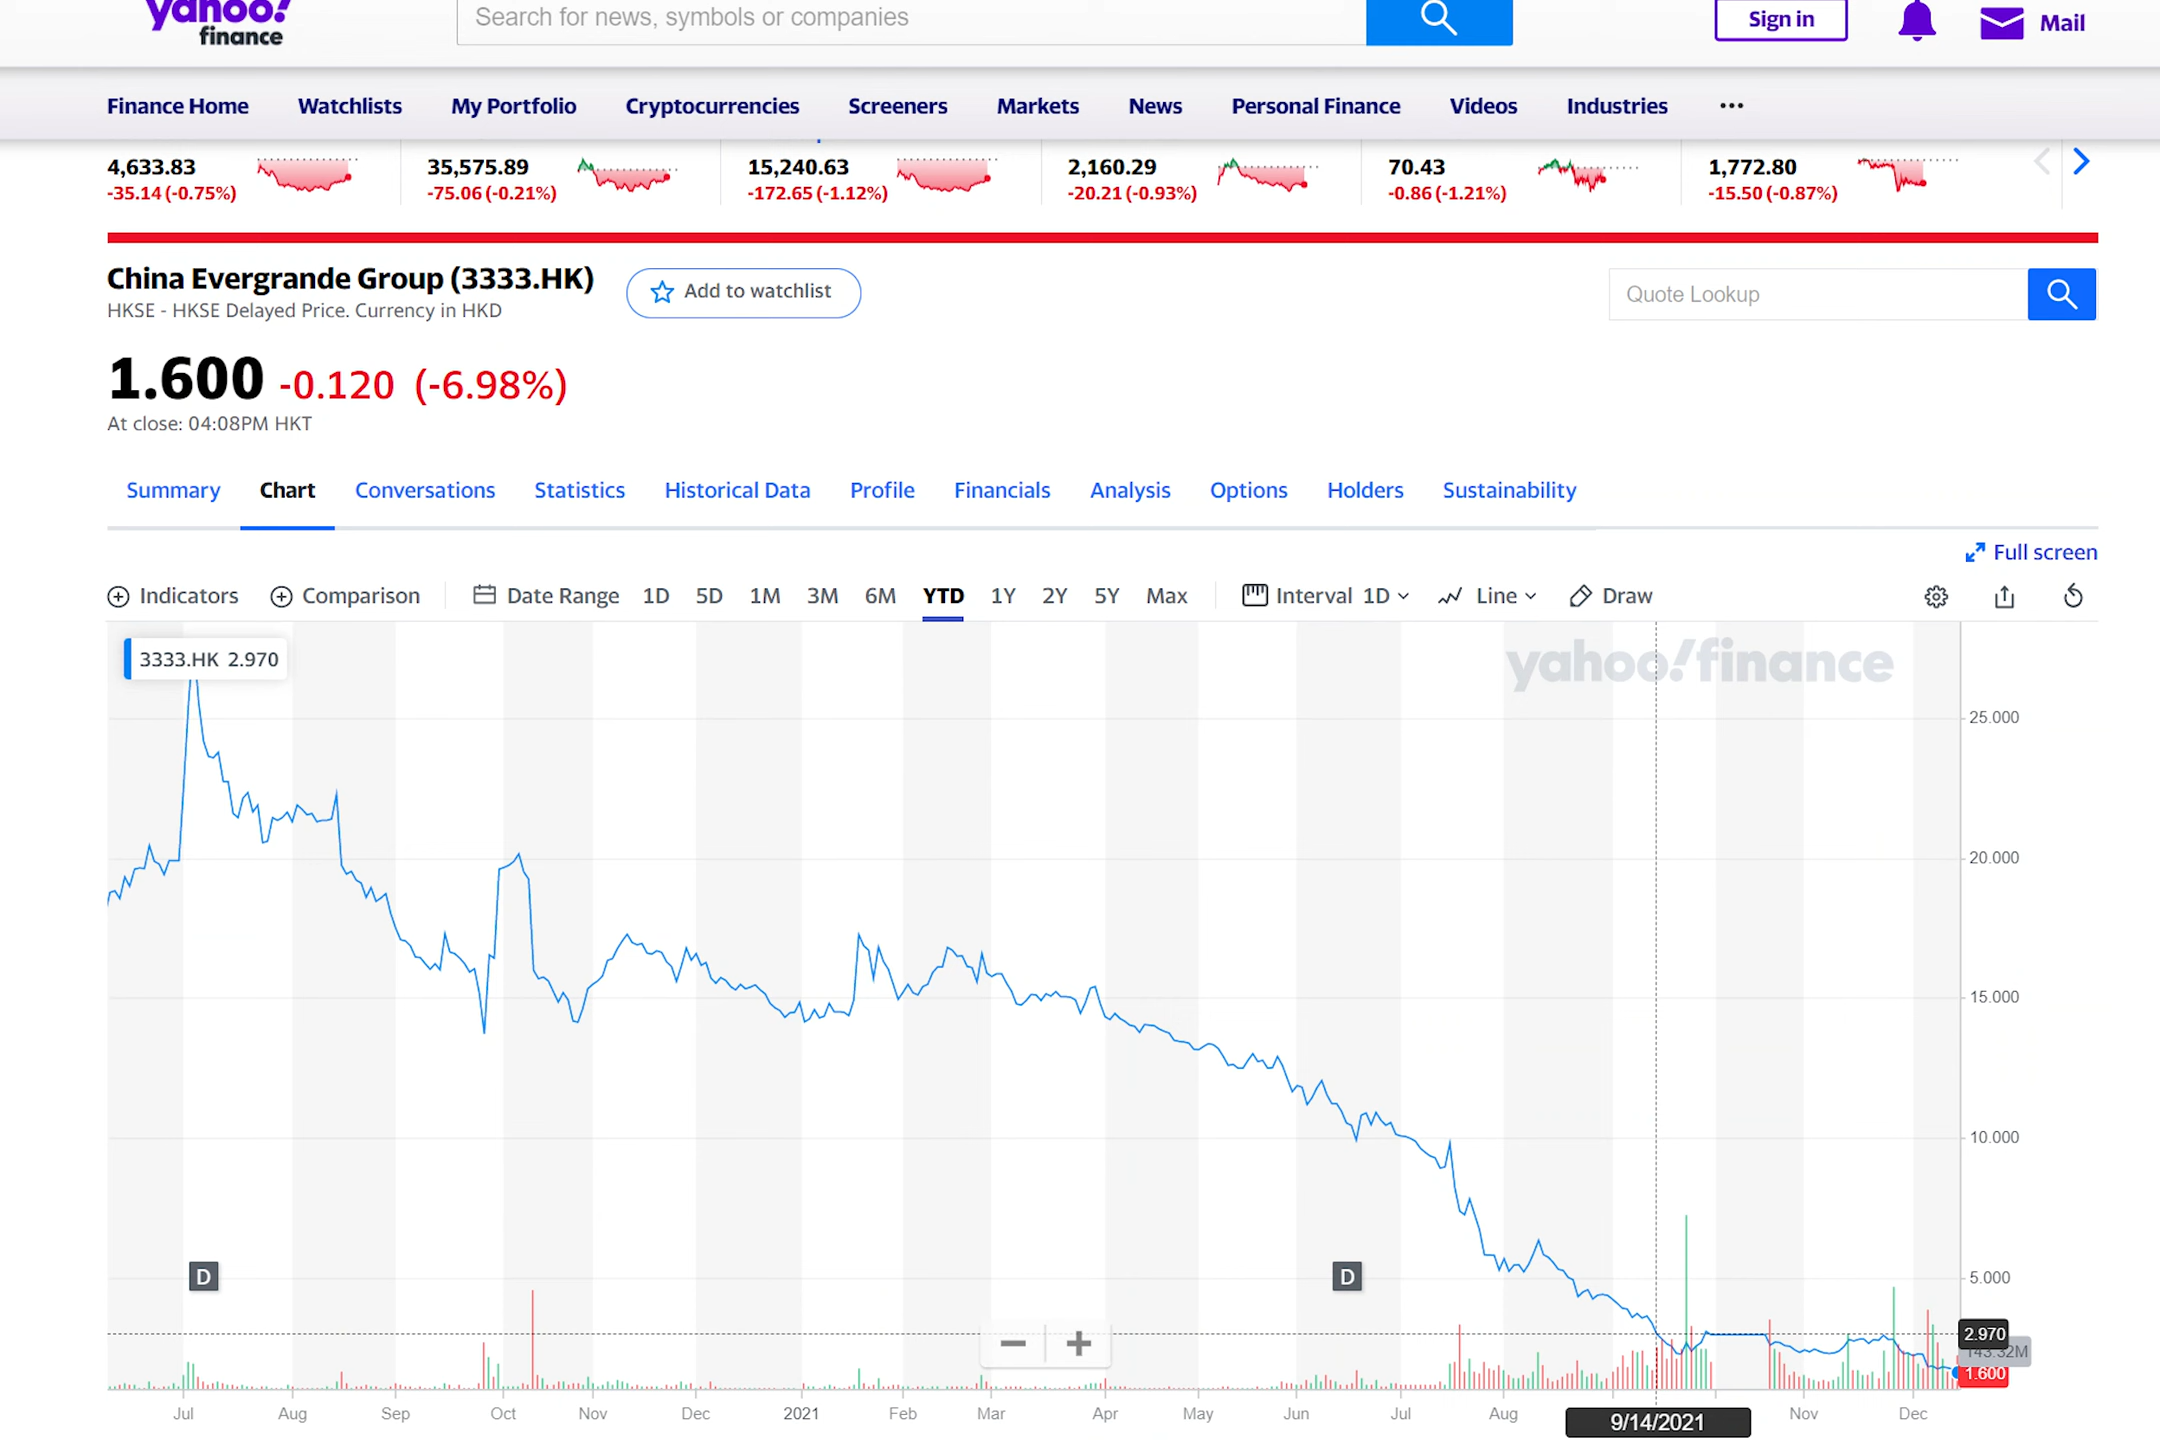 yahoo!
finance
Search for news, symbols or companies
Sign in
Mail
Finance Home Watchlists My Portfolio Cryptocurrencies Screeners Markets News Personal Finance Videos Industries ...
4,633.83 35,575.89 15,240.63 2,160.29 70.43 1,772.80
-35.14 (-0.75%) -75.06 (-0.21%) -172.65 (-1.12%) -20.21 (-0.93%) -0.86 (-1.21%) -15.50 (-0.87%)
China Evergrande Group (3333.HK)
Add to watchlist
Quote Lookup
HKSE - HKSE Delayed Price. Currency in HKD
1.600 -0.120 (-6.98%)
At close: 04:08PM HKT
Summary Chart Conversations Statistics Historical Data Profile Financials Analysis Options Holders Sustainability
Full screen
Indicators Comparison Date Range 1D 5D 1M 3M 6M YTD 1Y 2Y 5Y Max Interval 1D Line Draw
3333.HK 2.970
yahoo!finance
25.000
20.000
15.000
10.000
D D
5.000
2.970
143.32M
1.600
Jul Aug Sep Oct Nov Dec 2021 Feb Mar Apr May Jun Jul Aug 9/14/2021 Nov Dec